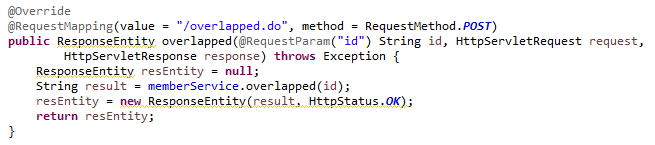 @Override
@RequestMapping(value = "/overlapped.do", method = RequestMethod.POST)
public ResponseEntity overlapped(@RequestParam("id") String id, HttpServletRequest request,
HttpServletResponse response) throws Exception {
ResponseEntity resEntity = null;
String result = memberService.overlapped(id);
resEntity = new ResponseEntity(result, HttpStatus.OK);
return resEntity;
}